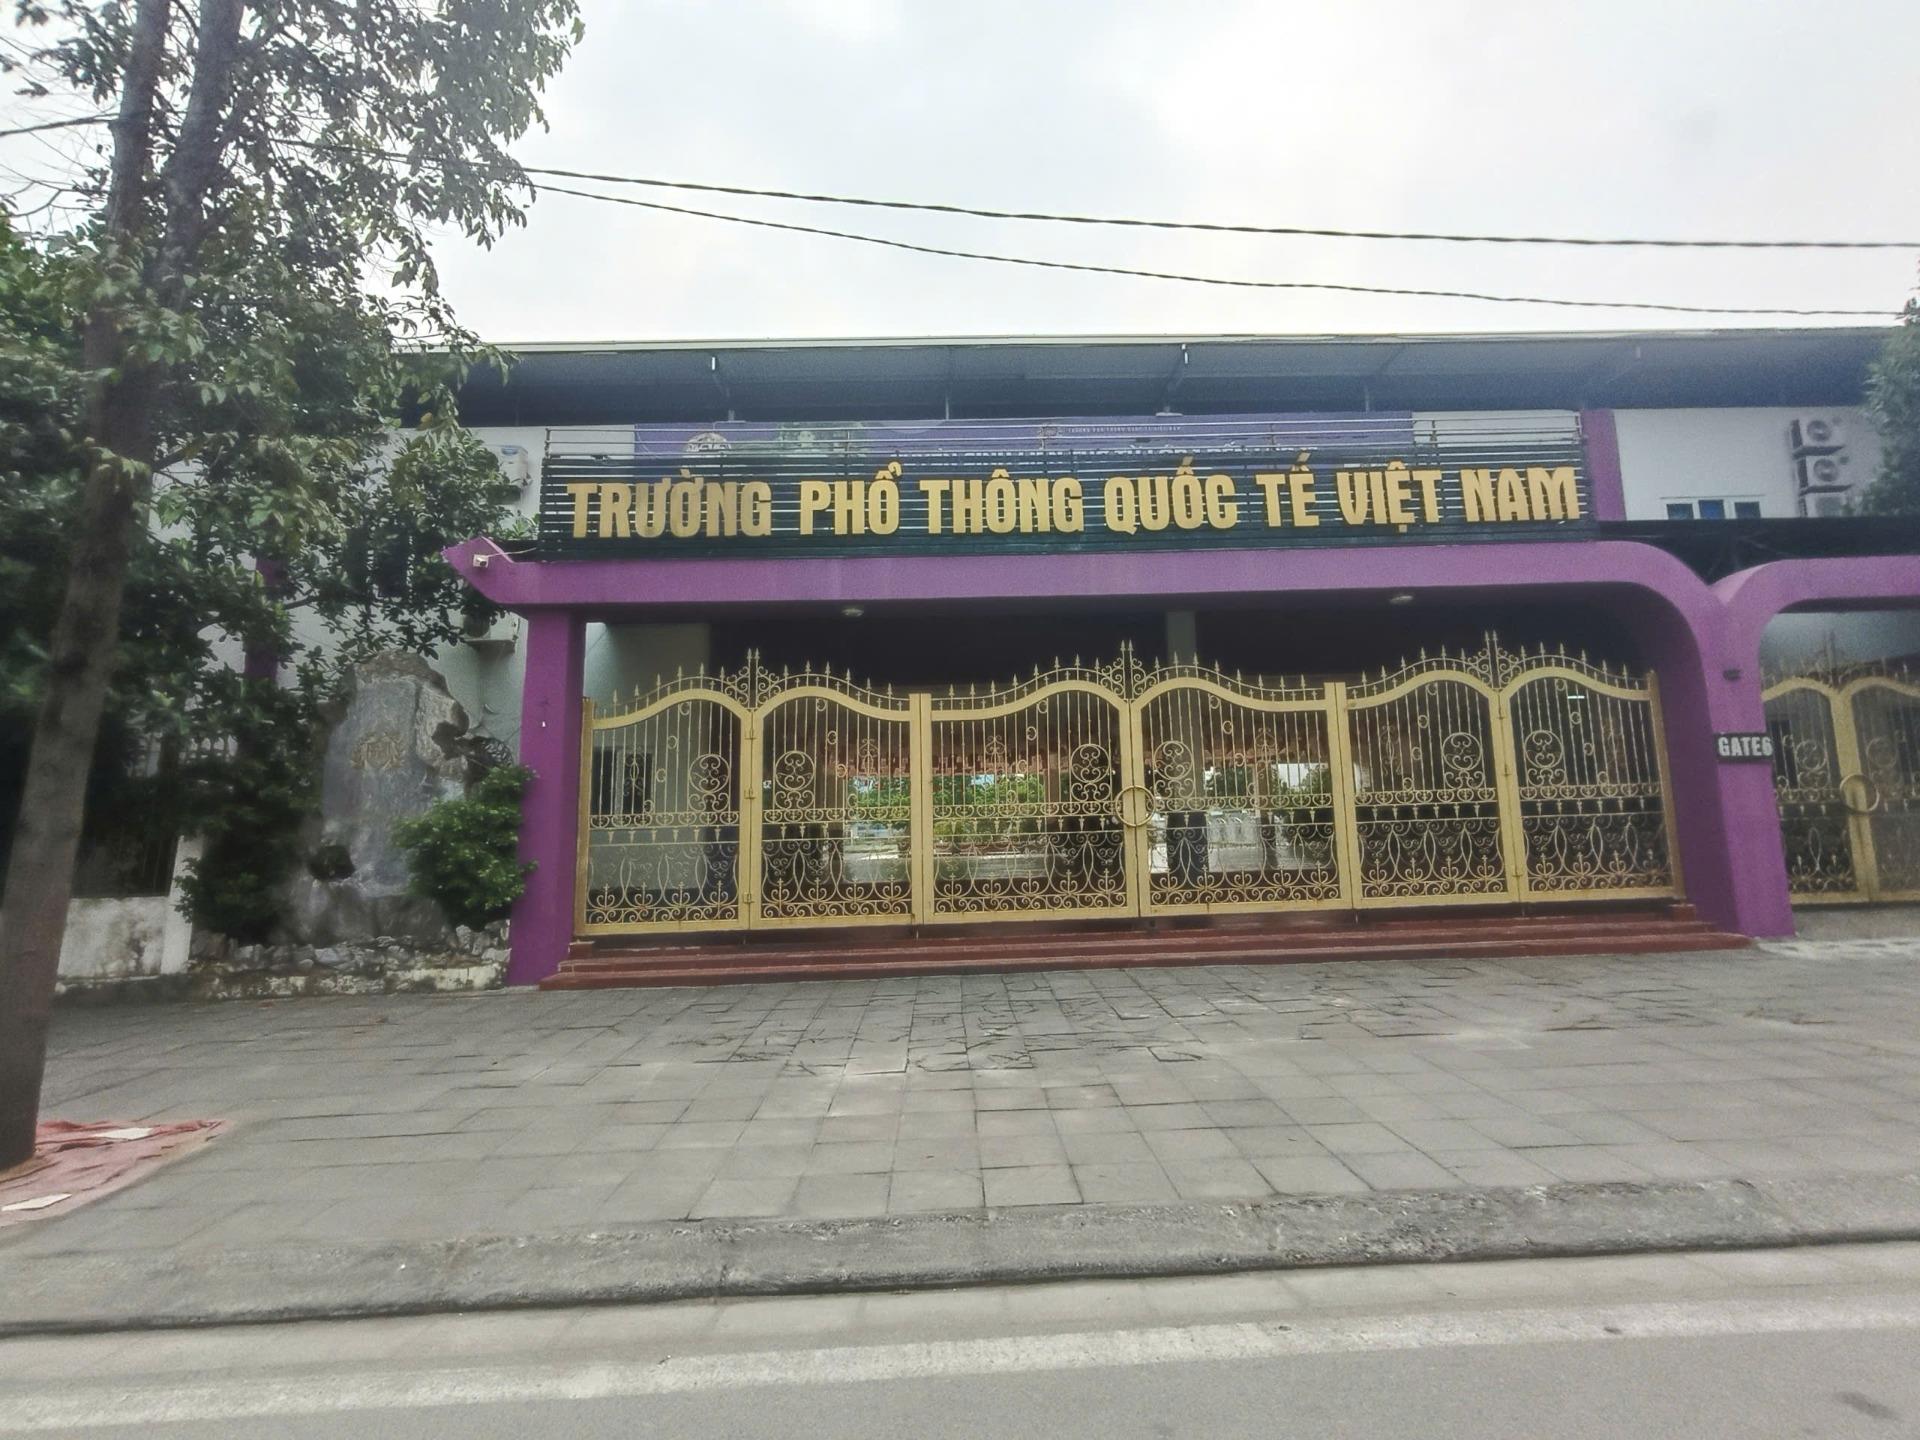 TRƯỜNG PHỔ THÔNG QUỐC TẾ VIỆT NAM
GATE6